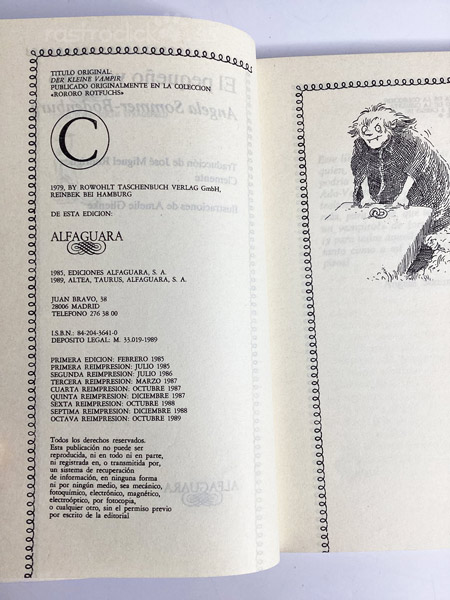 TITULO ORIGINAL:
DER KLEINE VAMPIR
PUBLICADO ORIGINALMENTE EN LA COLECCION
«RORORO ROTFUCHS»
C
1979, BY ROWOHLT TASCHENBUCH VERLAG GmbH,
REINBEK BEI HAMBURG
DE ESTA EDICION:
ALFAGUARA
1985, EDICIONES ALFAGUARA, S. A.
1989, ALTEA, TAURUS, ALFAGUARA, S. A.
JUAN BRAVO, 38
28006 MADRID
TELEFONO 276 38 00
I.S.B.N.: 84-204-3641-0
DEPOSITO LEGAL: M. 33.019-1989
PRIMERA EDICION: FEBRERO 1985
PRIMERA REIMPRESION: JULIO 1985
SEGUNDA REIMPRESION: JULIO 1986
TERCERA REIMPRESION: MARZO 1987
CUARTA REIMPRESION: OCTUBRE 1987
QUINTA REIMPRESION: DICIEMBRE 1987
SEXTA REIMPRESION: OCTUBRE 1988
SEPTIMA REIMPRESION: DICIEMBRE 1988
OCTAVA REIMPRESION: OCTUBRE 1989
Todos los derechos reservados.
Esta publicación no puede ser
reproducida, ni en todo ni en parte,
ni registrada en, o transmitida por,
un sistema de recuperación
de información, en ninguna forma
ni por ningún medio, sea mecánico,
fotoquímico, electrónico, magnético,
electroóptico, por fotocopia,
o cualquier otro, sin el permiso previo
por escrito de la editorial